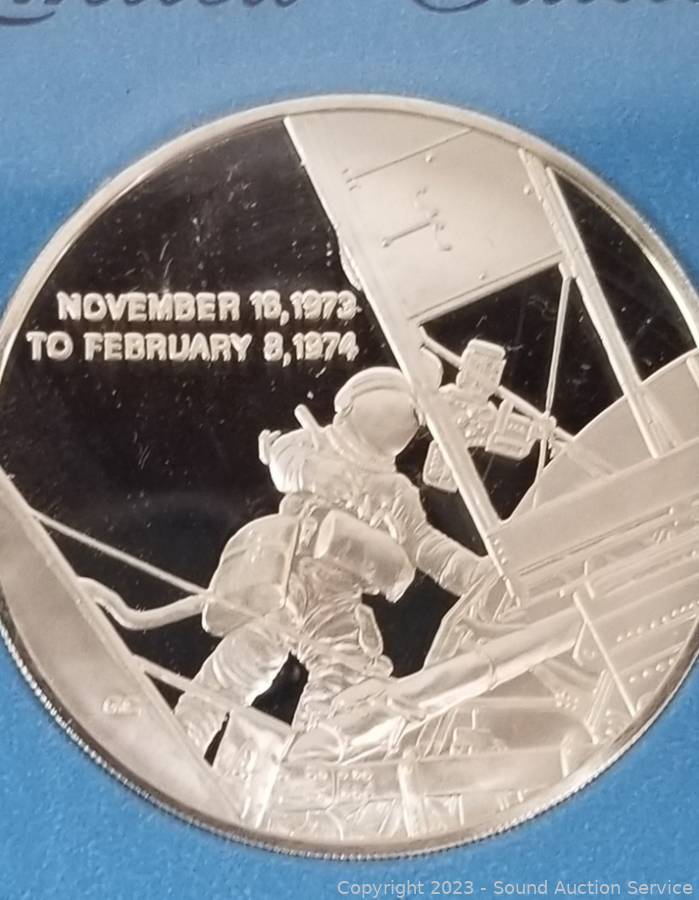 NOVEMBER 16,1973
TO FEBRUARY 8,1974
Copyright 2023 - Sound Auction Service